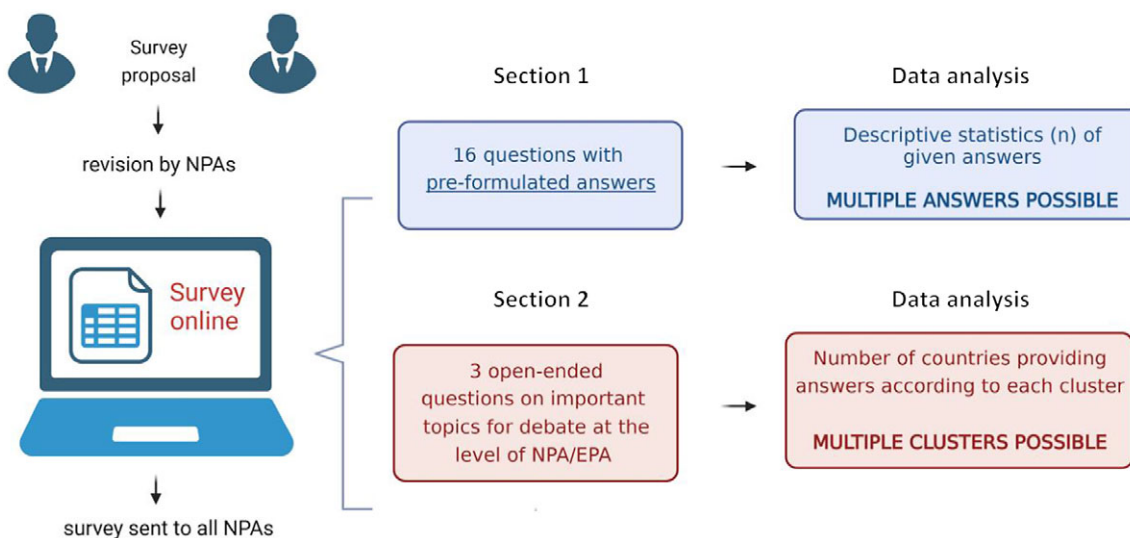 Survey
proposal
revision by NPAs
Survey
online
survey sent to all NPAs
Section 1
16 questions with
pre-formulated answers
Data analysis
Descriptive statistics (n) of
given answers
MULTIPLE ANSWERS POSSIBLE
Section 2
3 open-ended
questions on important
topics for debate at the
level of NPA/EPA
Data analysis
Number of countries providing
answers according to each cluster
MULTIPLE CLUSTERS POSSIBLE